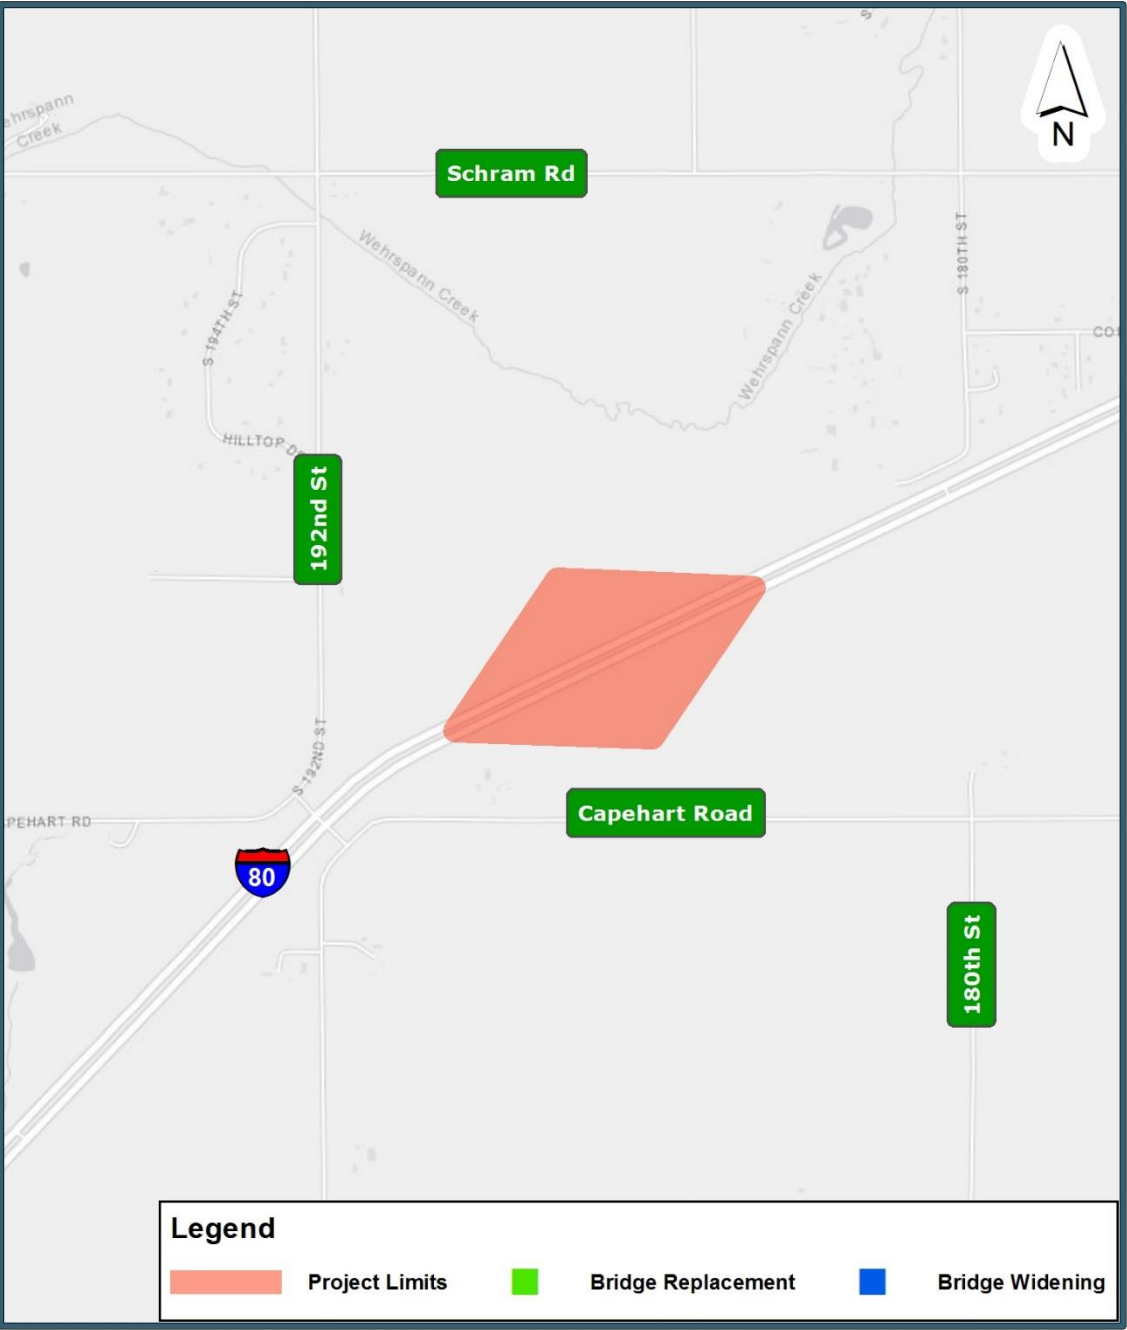 ehrspann
Creek
N
Schram Rd
Wehrspann Creek
S 180TH ST
Wehrspann Creek
S 194TH ST
HILLTOP
192nd St
S 192ND ST
Capehart Road
PEHART RD
80
180th St
Legend
Project Limits
Bridge Replacement
Bridge Widening